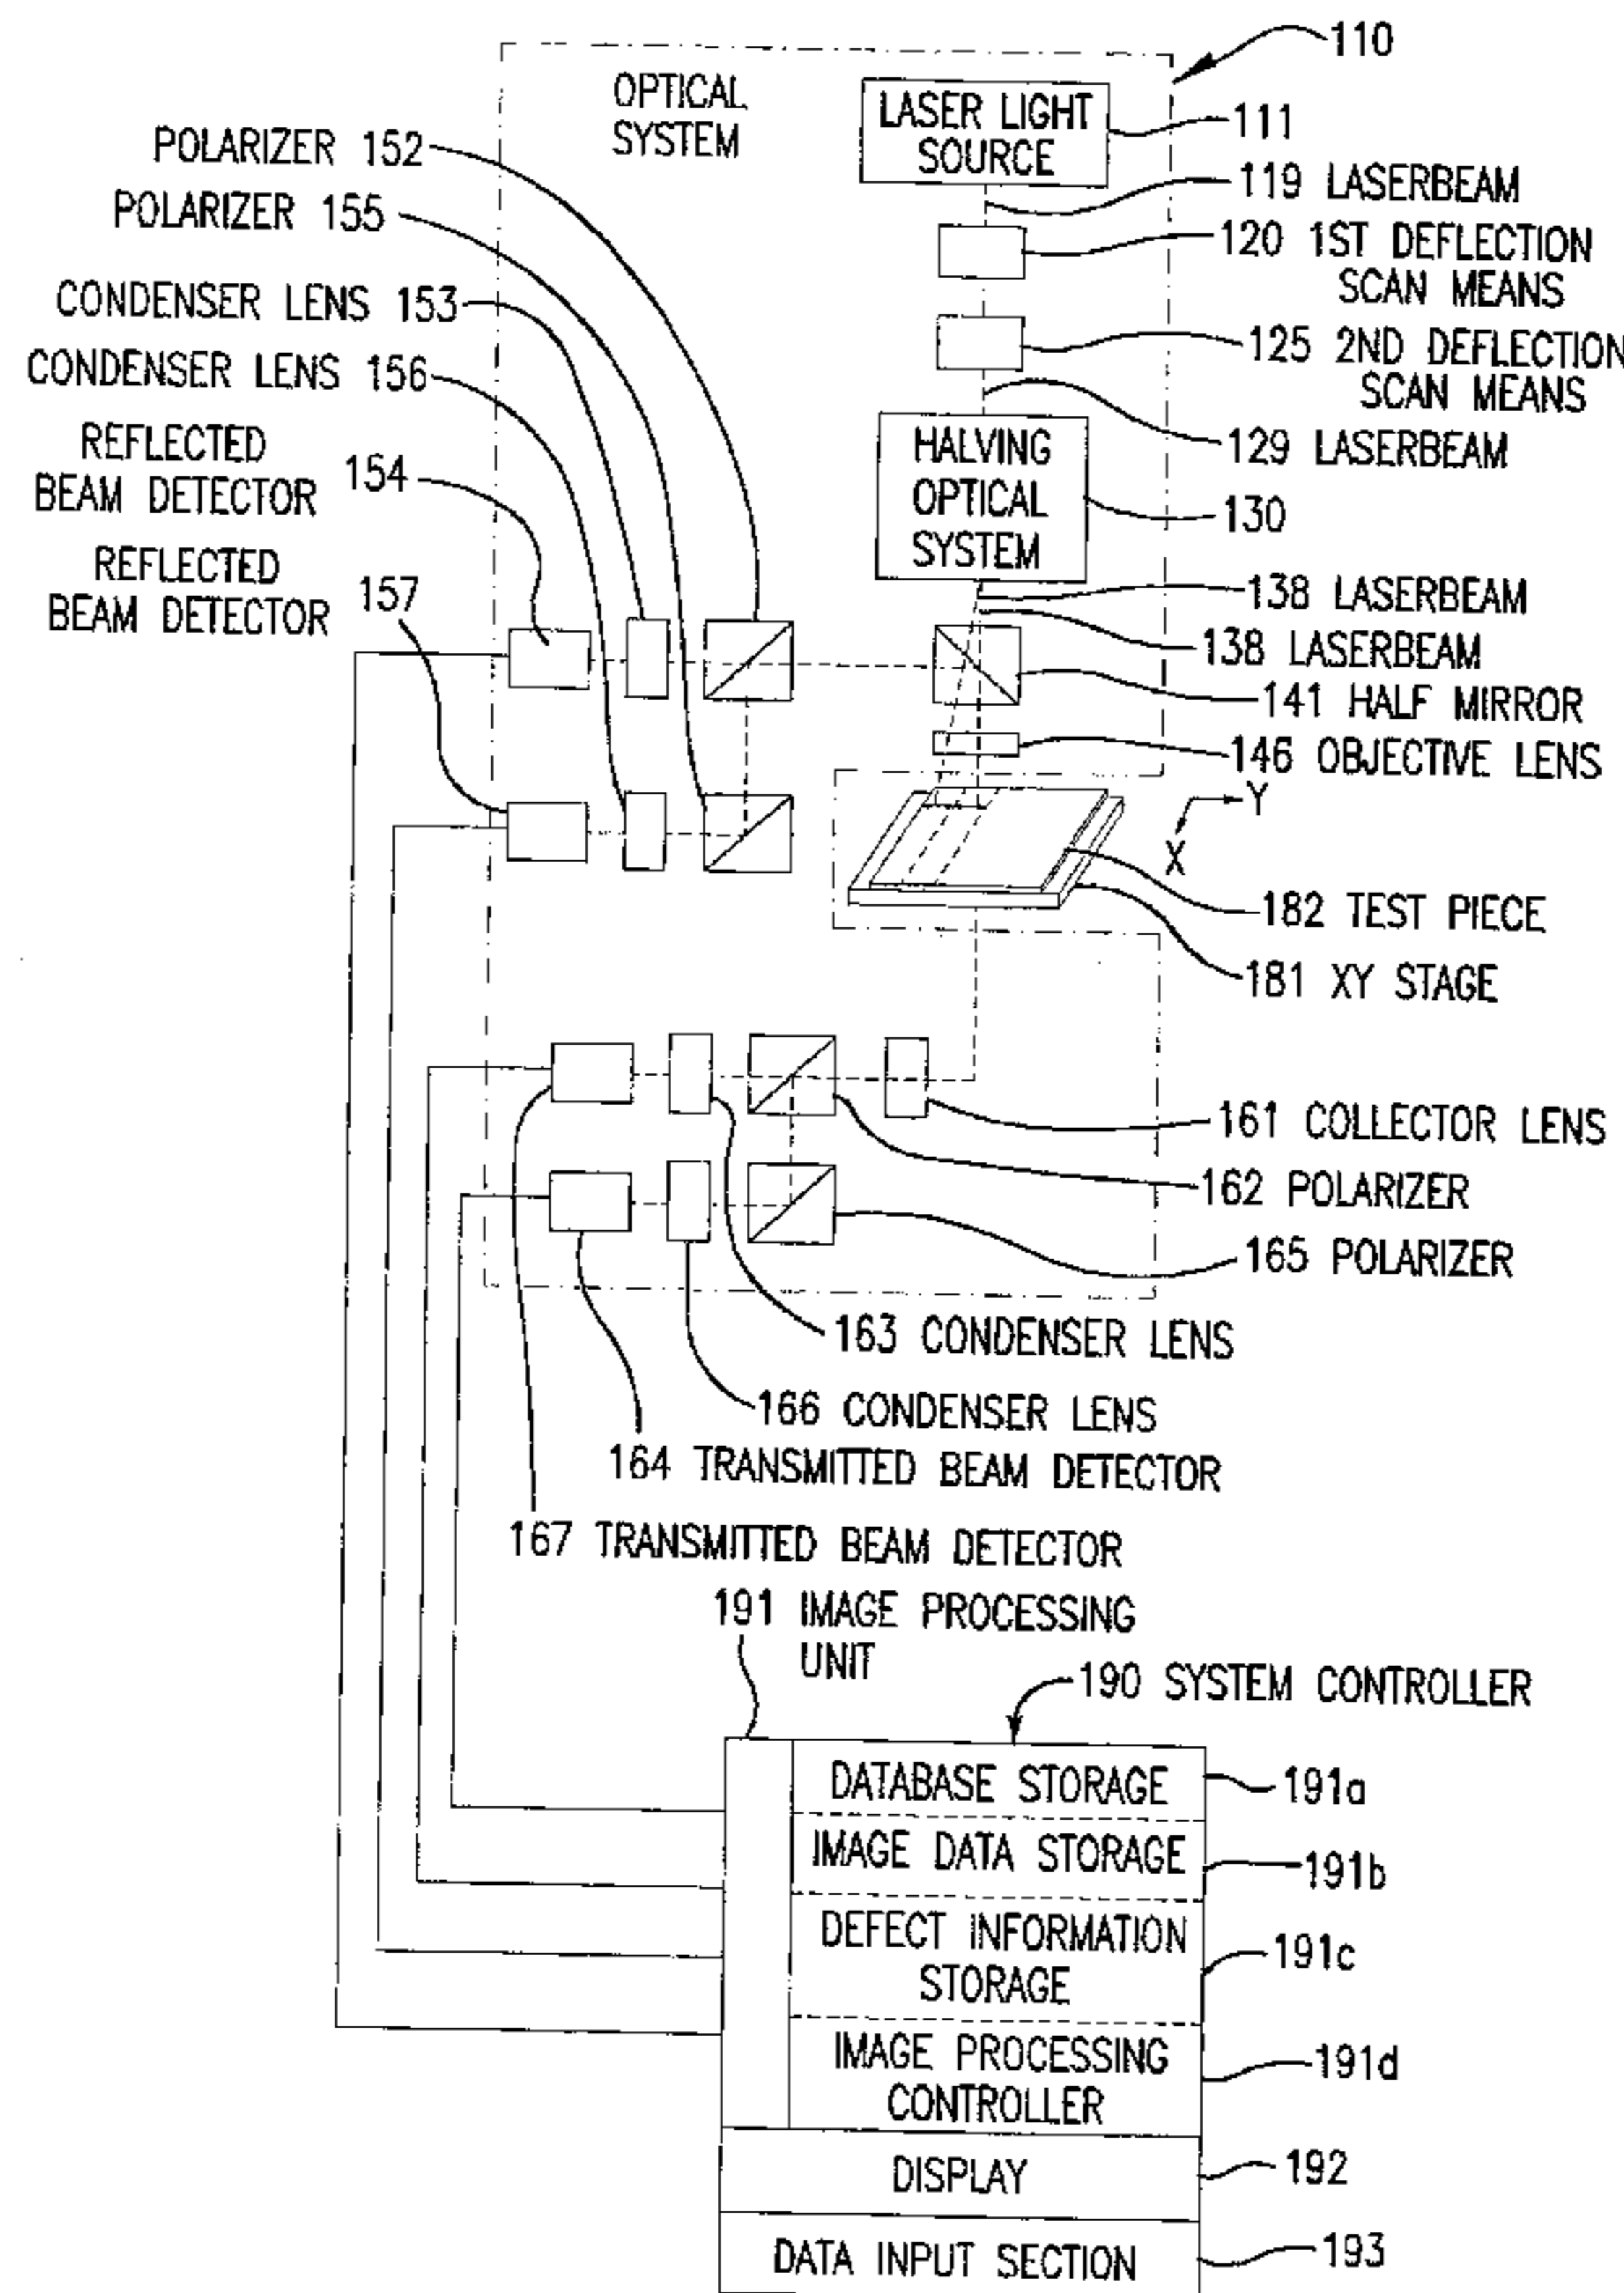 110
OPTICAL
SYSTEM
LASER LIGHT
SOURCE
111
119 LASERBEAM
120 1ST DEFLECTION
SCAN MEANS
125 2ND DEFLECTION
SCAN MEANS
129 LASERBEAM
HALVING
OPTICAL
SYSTEM
130
138 LASERBEAM
138 LASERBEAM
141 HALF MIRROR
146 OBJECTIVE LENS
POLARIZER 152
POLARIZER 155
CONDENSER LENS 153
CONDENSER LENS 156
REFLECTED
BEAM DETECTOR 154
REFLECTED
BEAM DETECTOR 157
Y
X
182 TEST PIECE
181 XY STAGE
161 COLLECTOR LENS
162 POLARIZER
165 POLARIZER
163 CONDENSER LENS
166 CONDENSER LENS
164 TRANSMITTED BEAM DETECTOR
167 TRANSMITTED BEAM DETECTOR
191 IMAGE PROCESSING
UNIT
190 SYSTEM CONTROLLER
DATABASE STORAGE
191a
IMAGE DATA STORAGE
191b
DEFECT INFORMATION
STORAGE
191c
IMAGE PROCESSING
CONTROLLER
191d
DISPLAY
192
DATA INPUT SECTION
193